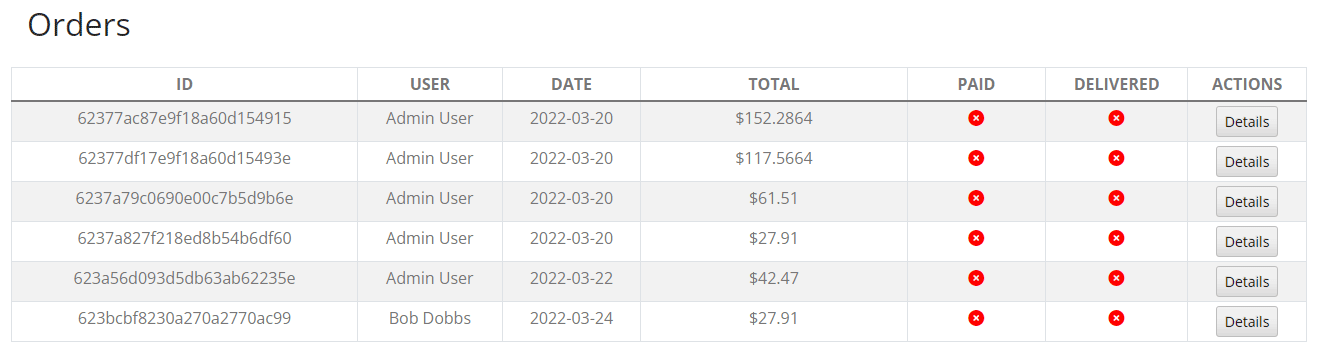 Orders
ID USER DATE TOTAL PAID DELIVERED ACTIONS
62377ac87e9f18a60d154915 Admin User 2022-03-20 $152.2864 Details
62377df17e9f18a60d15493e Admin User 2022-03-20 $117.5664 Details
6237a79c0690e00c7b5d9b6e Admin User 2022-03-20 $61.51 Details
6237a827f218ed8b54b6df60 Admin User 2022-03-20 $27.91 Details
623a56d093d5db63ab62235e Admin User 2022-03-22 $42.47 Details
623bcbf8230a270a2770ac99 Bob Dobbs 2022-03-24 $27.91 Details